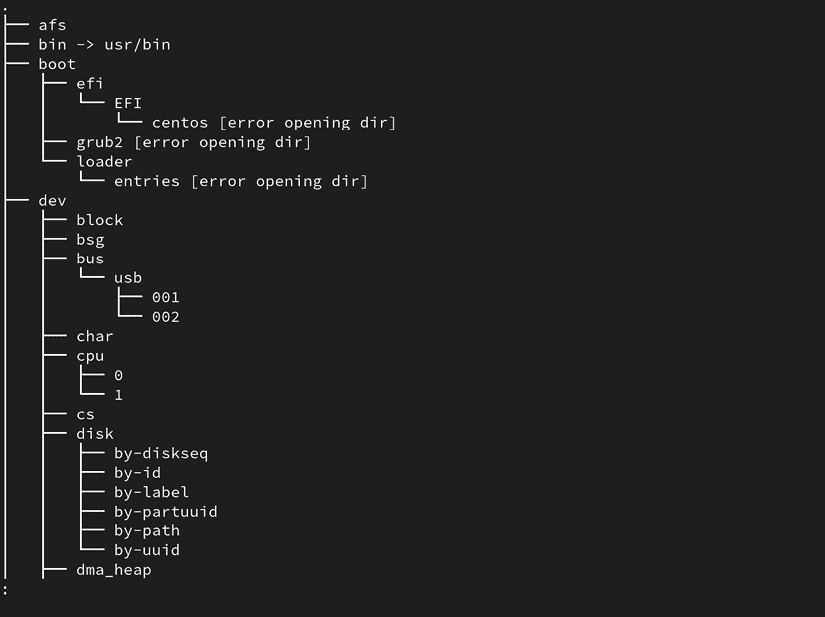 .
├── afs
├── bin -> usr/bin
├── boot
│   ├── efi
│   │   └── EFI
│   │       └── centos [error opening dir]
│   ├── grub2 [error opening dir]
│   └── loader
│       └── entries [error opening dir]
├── dev
│   ├── block
│   ├── bsg
│   ├── bus
│   │   └── usb
│   │       ├── 001
│   │       └── 002
│   ├── char
│   ├── cpu
│   │   ├── 0
│   │   └── 1
│   ├── cs
│   ├── disk
│   │   ├── by-diskseq
│   │   ├── by-id
│   │   ├── by-label
│   │   ├── by-partuuid
│   │   ├── by-path
│   │   └── by-uuid
│   ├── dma_heap
: